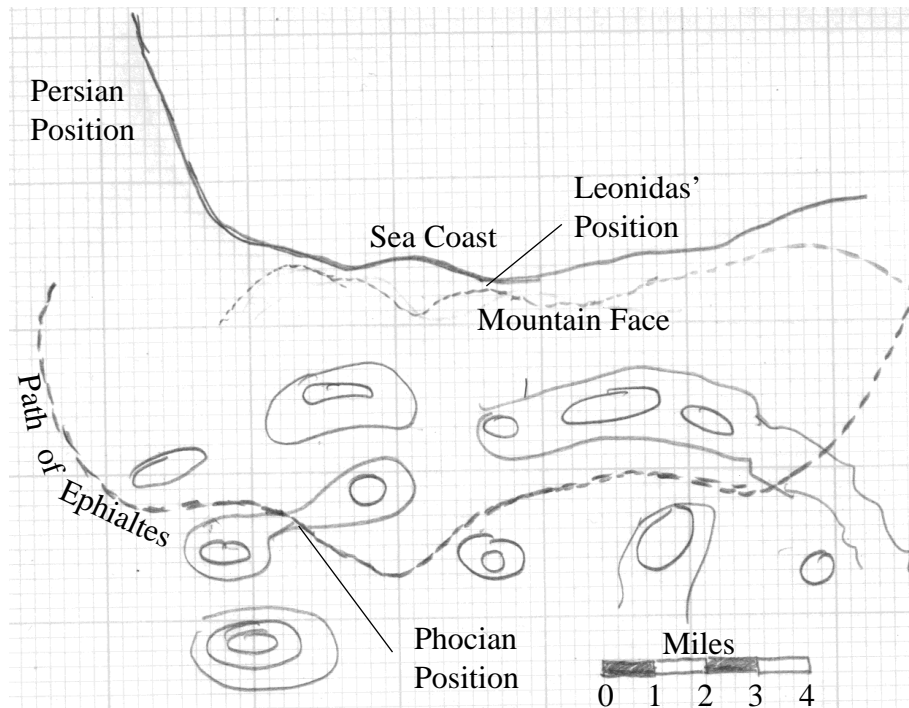 Persian
Position
Leonidas’
Position
Sea Coast
Mountain Face
Path of Ephialtes
Phocian
Position
Miles
0 1 2 3 4